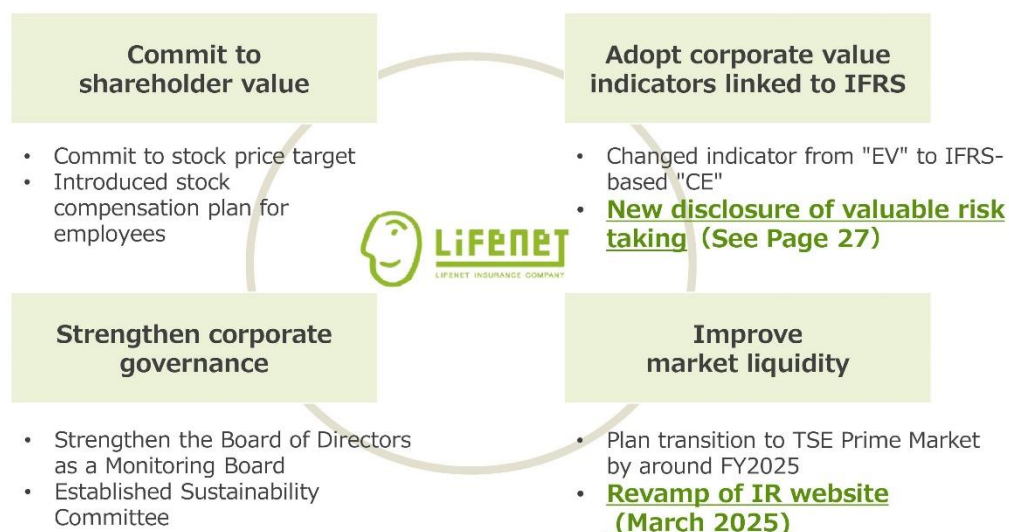 Commit to
shareholder value
• Commit to stock price target
• Introduced stock
compensation plan for
employees
Adopt corporate value
indicators linked to IFRS
• Changed indicator from "EV" to IFRS-
based "CE"
• New disclosure of valuable risk
taking（See Page 27）
LIFENET
LIFENET INSURANCE COMPANY
Strengthen corporate
governance
• Strengthen the Board of Directors
as a Monitoring Board
• Established Sustainability
Committee
Improve
market liquidity
• Plan transition to TSE Prime Market
by around FY2025
• Revamp of IR website
(March 2025)